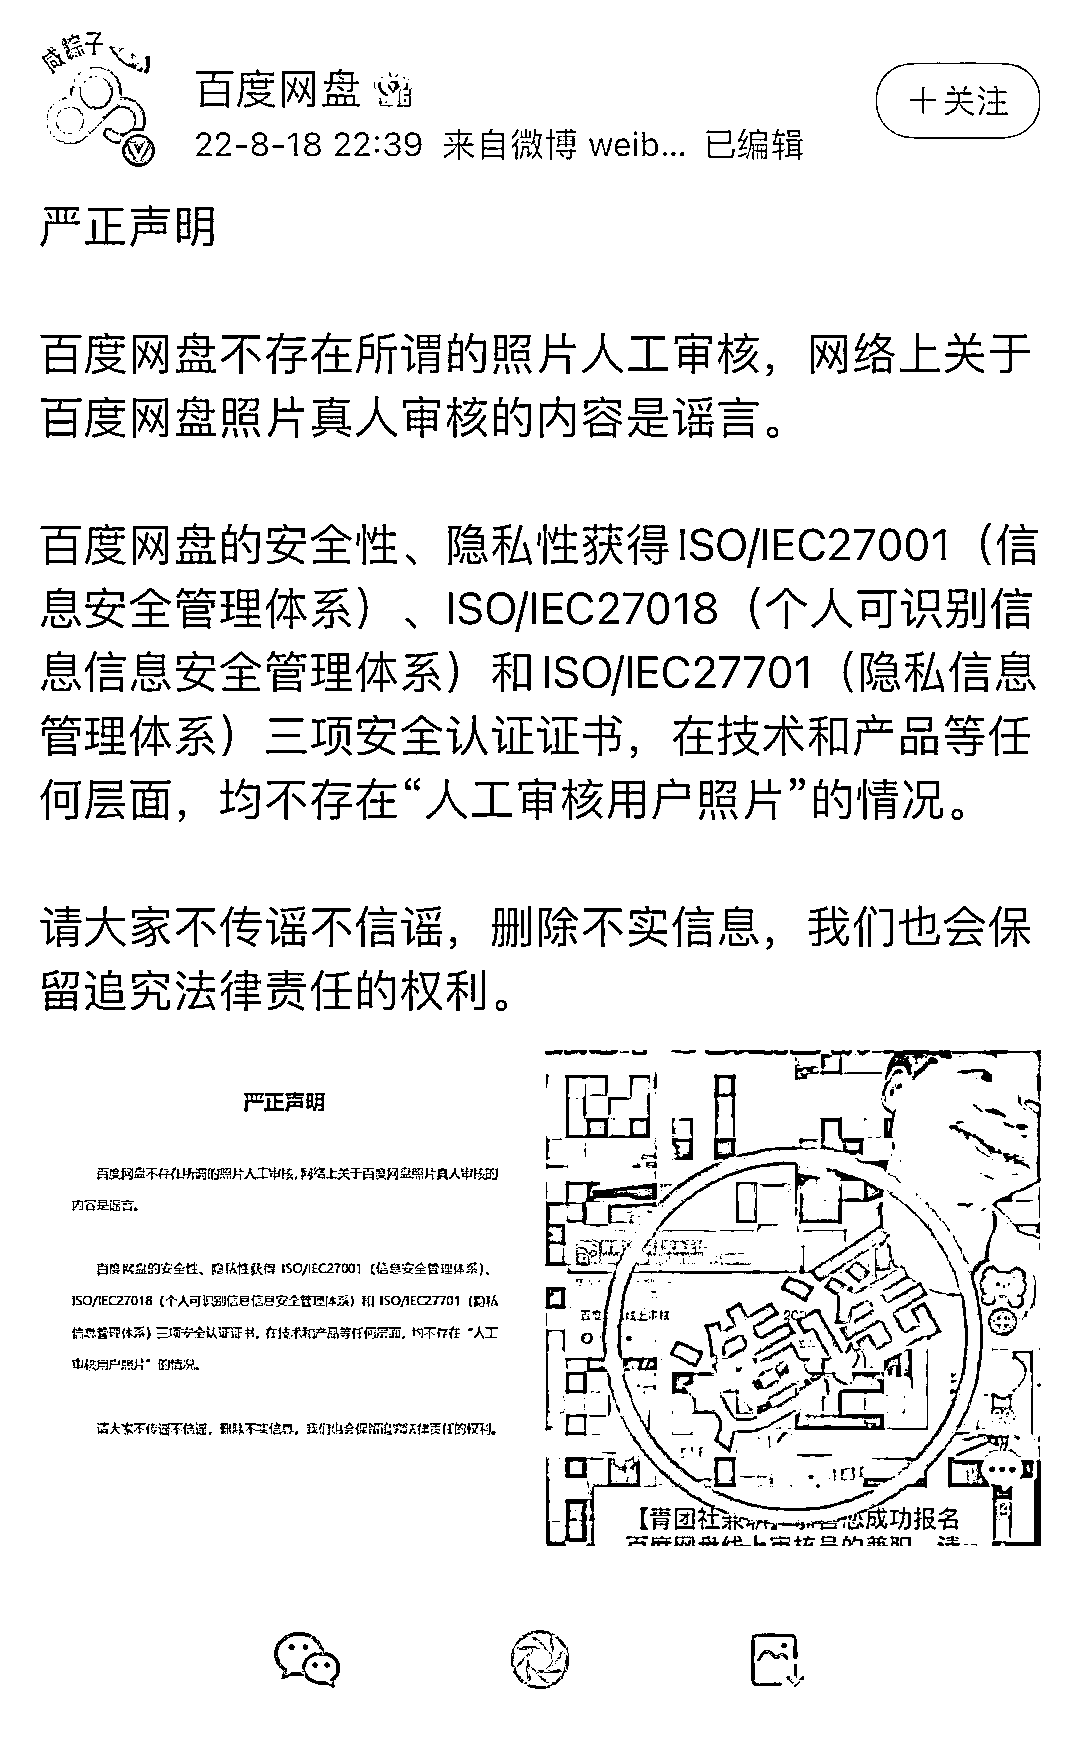 咸粽子
百度网盘
22-8-18 22:39 来自微博 weib... 已编辑
＋关注
严正声明
百度网盘不存在所谓的照片人工审核，网络上关于
百度网盘照片真人审核的内容是谣言。
百度网盘的安全性、隐私性获得ISO/IEC27001（信
息安全管理体系）、ISO/IEC27018（个人可识别信
息信息安全管理体系）和ISO/IEC27701（隐私信息
管理体系）三项安全认证证书，在技术和产品等任
何层面，均不存在“人工审核用户照片”的情况。
请大家不传谣不信谣，删除不实信息，我们也会保
留追究法律责任的权利。
严正声明
百度网盘不存在所谓的照片人工审核，网络上关于百度网盘照片真人审核的
内容是谣言。
百度网盘的安全性、隐私性获得 ISO/IEC27001（信息安全管理体系）、
ISO/IEC27018（个人可识别信息信息安全管理体系）和 ISO/IEC27701（隐私
信息管理体系）三项安全认证证书，在技术和产品等任何层面，均不存在“人工
审核用户照片”的情况。
请大家不传谣不信谣，删除不实信息，我们也会保留追究法律责任的权利。
谣言
【青团社兼职】成功报名
百度网盘线上审核员的兼职，请